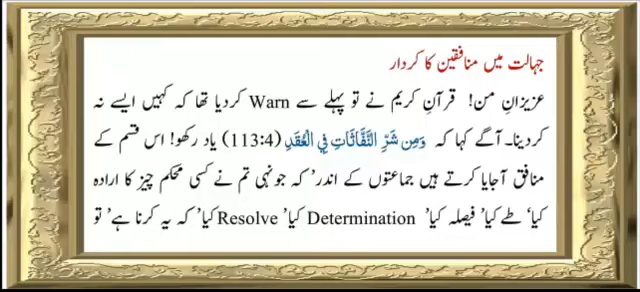 جہالت میں منافقین کا کردار
عزیزانِ من! قرآنِ کریم نے تو پہلے سے Warn کر دیا تھا کہ کہیں ایسے نہ
کر دینا۔ آگے کہا کہ وَمِن شَرِّ النَّفَّاثَاتِ فِي الْعُقَدِ (113:4) یاد رکھو! اس قسم کے
منافق آ جایا کرتے ہیں جماعتوں کے اندر’ کہ جونہی تم نے کسی محکم چیز کا ارادہ
کیا’ طے کیا’ فیصلہ کیا’ Determination کیا’ Resolve کیا’ کہ یہ کرنا ہے’ تو